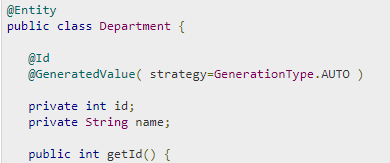 @Entity
public class Department {
@Id
@GeneratedValue( strategy=GenerationType.AUTO )
private int id;
private String name;
public int getId() {